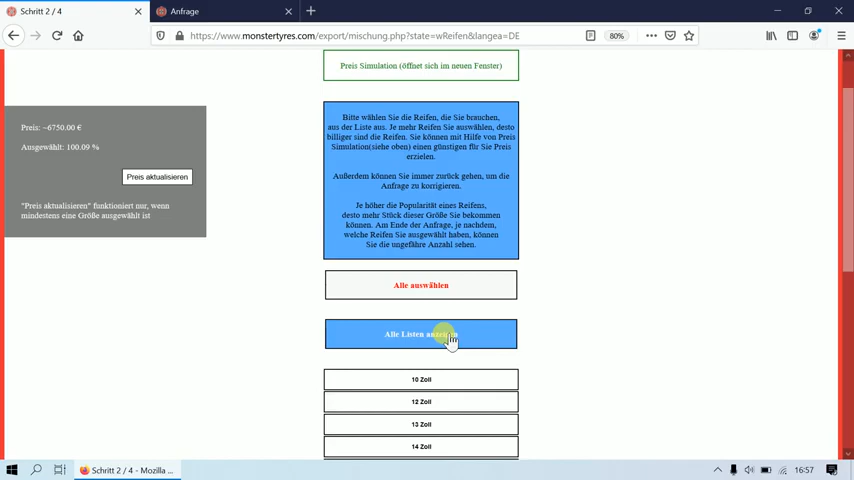 Schritt 2 / 4
Anfrage
https://www.monstertyres.com/export/mischung.php?state=wReifen&langea=DE
80%
Preis Simulation (öffnet sich im neuen Fenster)
Preis: ~6750.00 €
Ausgewählt: 100.09 %
Preis aktualisieren
"Preis aktualisieren" funktioniert nur, wenn
mindestens eine Größe ausgewählt ist
Bitte wählen Sie die Reifen, die Sie brauchen,
aus der Liste aus. Je mehr Reifen Sie auswählen, desto
billiger sind die Reifen. Sie können mit Hilfe von Preis
Simulation(siehe oben) einen günstigen für Sie Preis
erzielen.
Außerdem können Sie immer zurück gehen, um die
Anfrage zu korrigieren.
Je höher die Popularität eines Reifens,
desto mehr Stück dieser Größe Sie bekommen
können. Am Ende der Anfrage, je nachdem,
welche Reifen Sie ausgewählt haben, können
Sie die ungefähre Anzahl sehen.
Alle auswählen
Alle Listen anzeigen
10 Zoll
12 Zoll
13 Zoll
14 Zoll
Schritt 2 / 4 - Mozilla ...
16:57